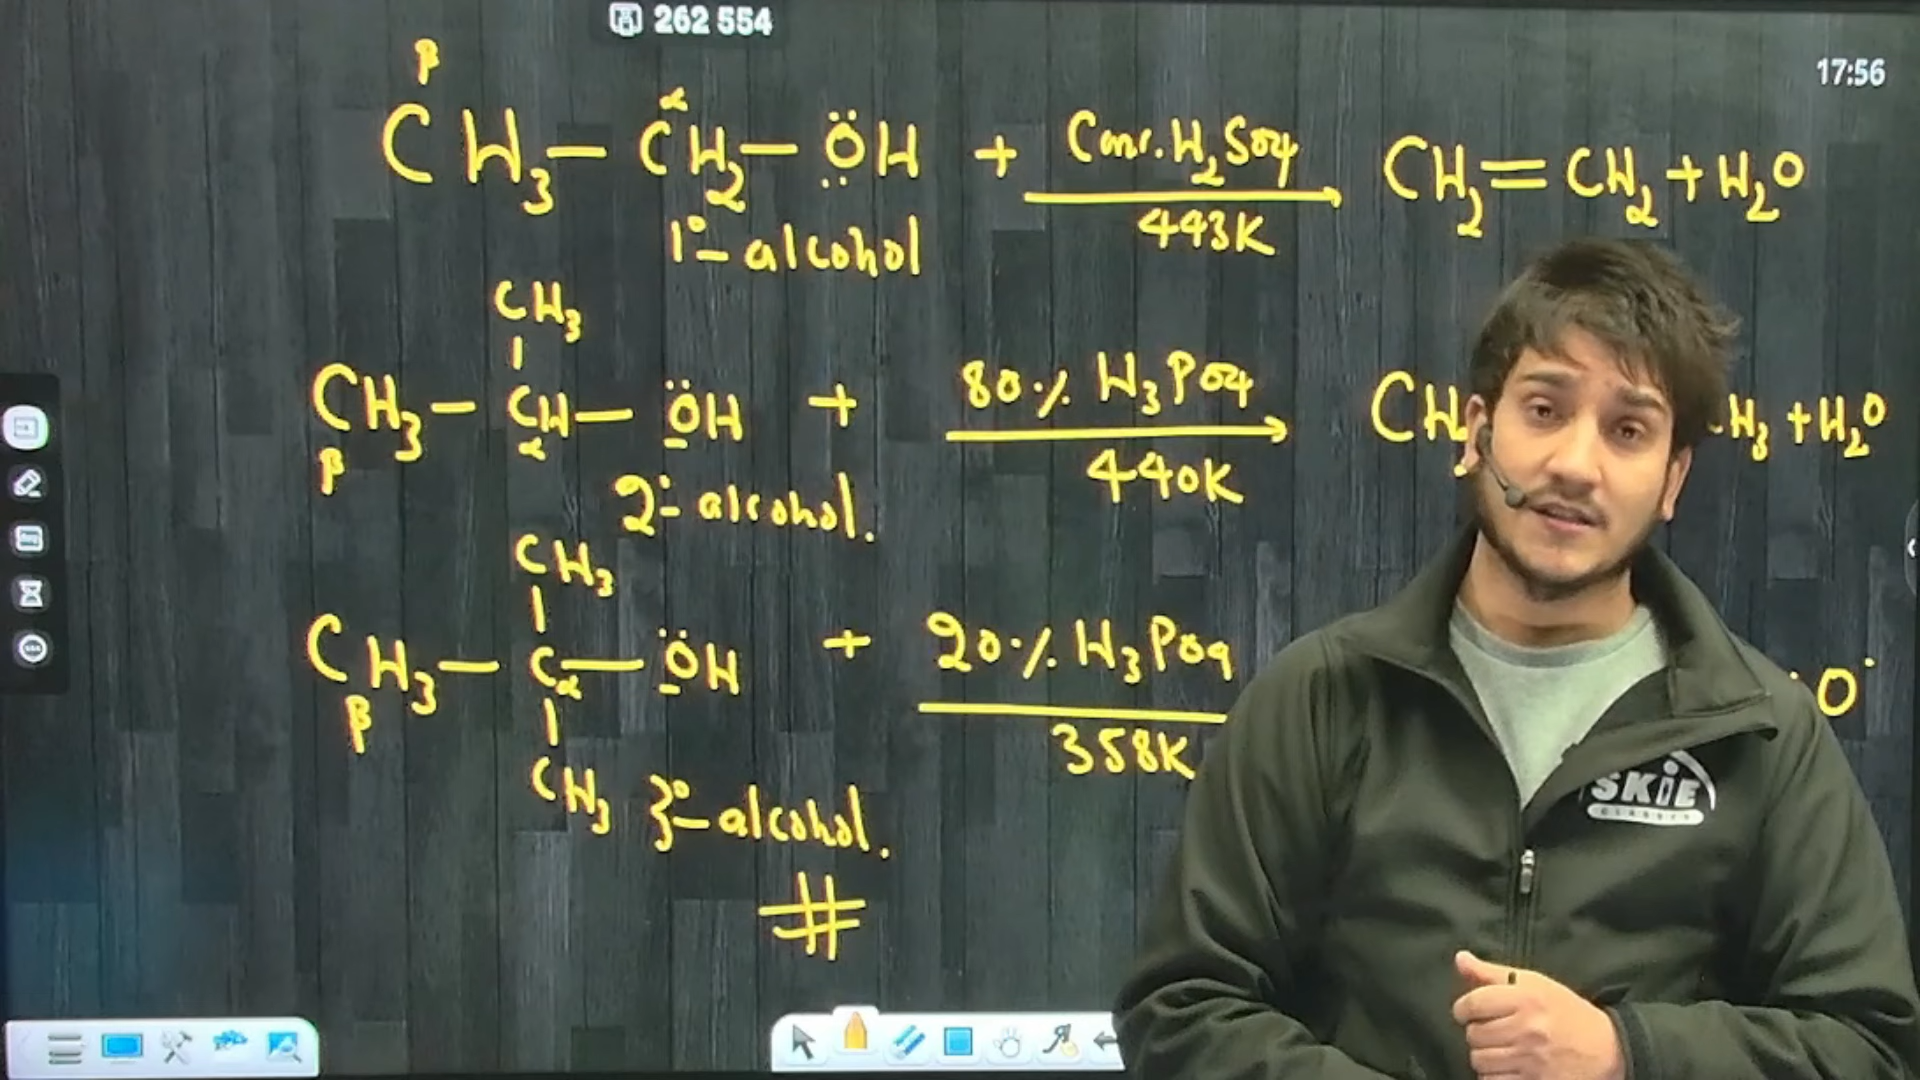 262 554
17:56
β
α
CH3 — CH2 — ÖH + Conc. H2SO4 CH2 = CH2 + H2O
443K
1° - alcohol
CH3
CH3 — CH — ÖH + 80% H3PO4 CH H3 + H2O
β α 440K
2° - alcohol.
CH3
CH3 — C — ÖH + 20% H3PO4 O
β α 358K
CH3 3° - alcohol.
SKiE
CLASSES